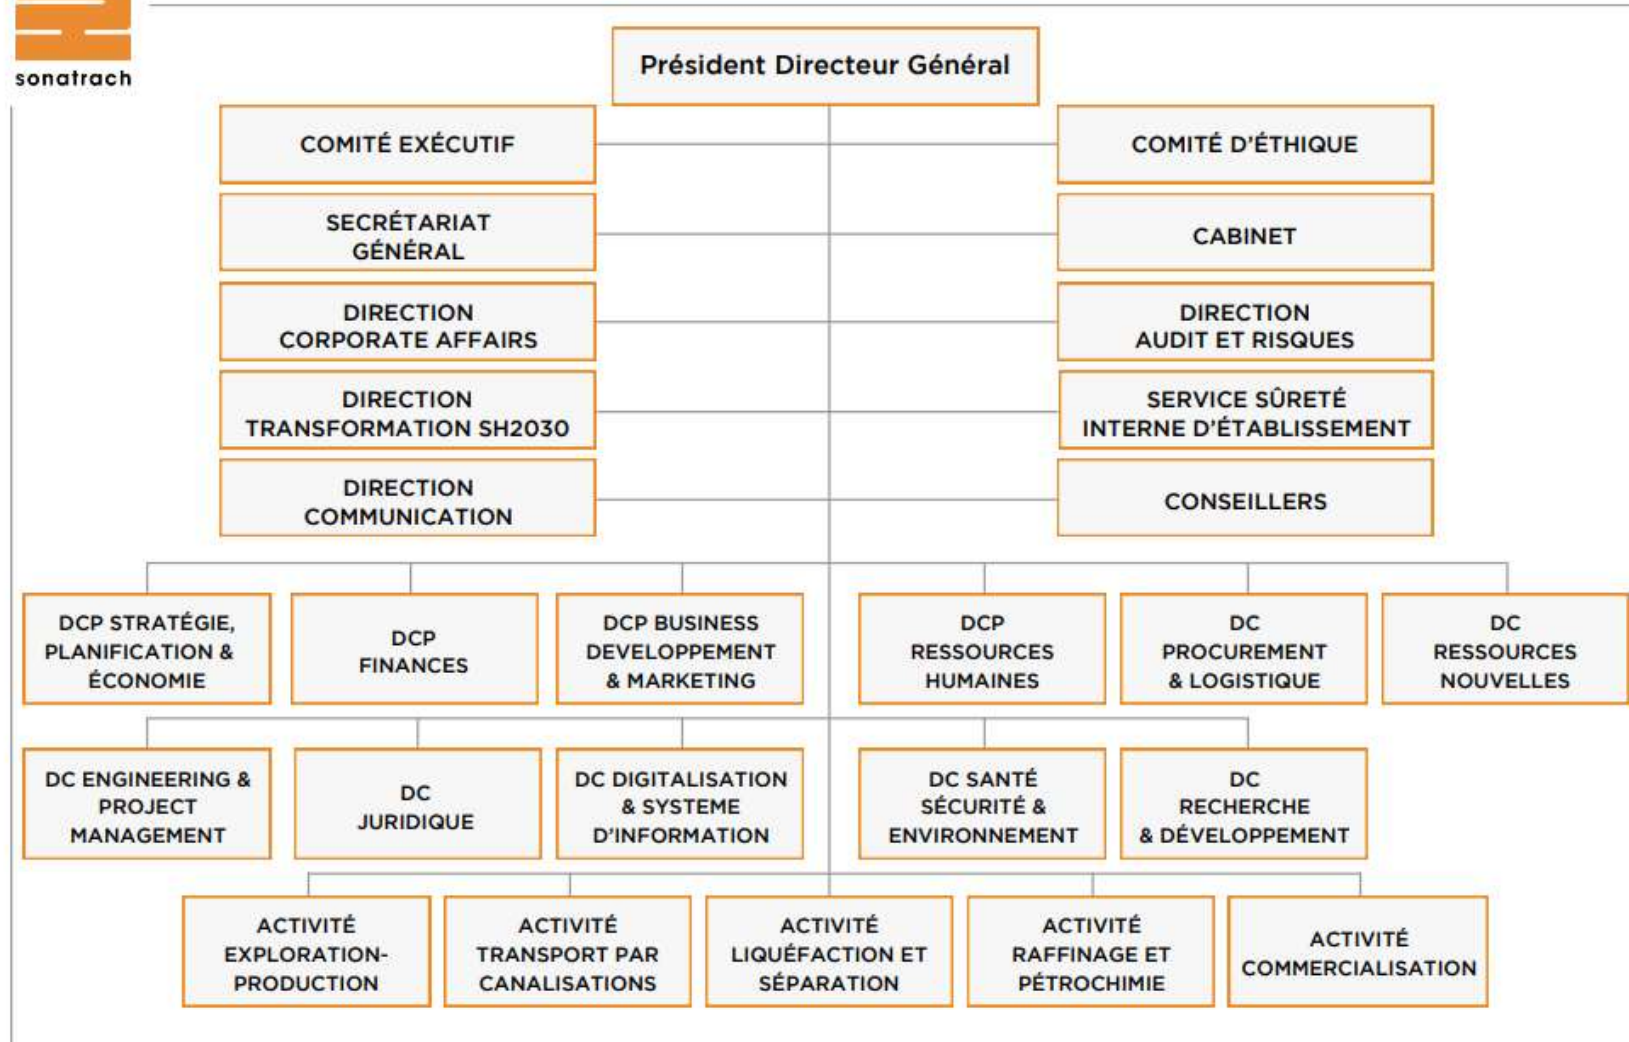 sonatrach
Président Directeur Général
COMITÉ EXÉCUTIF
COMITÉ D'ÉTHIQUE
SECRÉTARIAT
GÉNÉRAL
CABINET
DIRECTION
CORPORATE AFFAIRS
DIRECTION
AUDIT ET RISQUES
DIRECTION
TRANSFORMATION SH2030
SERVICE SÛRETÉ
INTERNE D'ÉTABLISSEMENT
DIRECTION
COMMUNICATION
CONSEILLERS
DCP STRATÉGIE,
PLANIFICATION &
ÉCONOMIE
DCP
FINANCES
DCP BUSINESS
DEVELOPPEMENT
& MARKETING
DCP
RESSOURCES
HUMAINES
DC
PROCUREMENT
& LOGISTIQUE
DC
RESSOURCES
NOUVELLES
DC ENGINEERING &
PROJECT
MANAGEMENT
DC
JURIDIQUE
DC DIGITALISATION
& SYSTEME
D'INFORMATION
DC SANTÉ
SÉCURITÉ &
ENVIRONNEMENT
DC
RECHERCHE
& DÉVELOPPEMENT
ACTIVITÉ
EXPLORATION-
PRODUCTION
ACTIVITÉ
TRANSPORT PAR
CANALISATIONS
ACTIVITÉ
LIQUÉFACTION ET
SÉPARATION
ACTIVITÉ
RAFFINAGE ET
PÉTROCHIMIE
ACTIVITÉ
COMMERCIALISATION